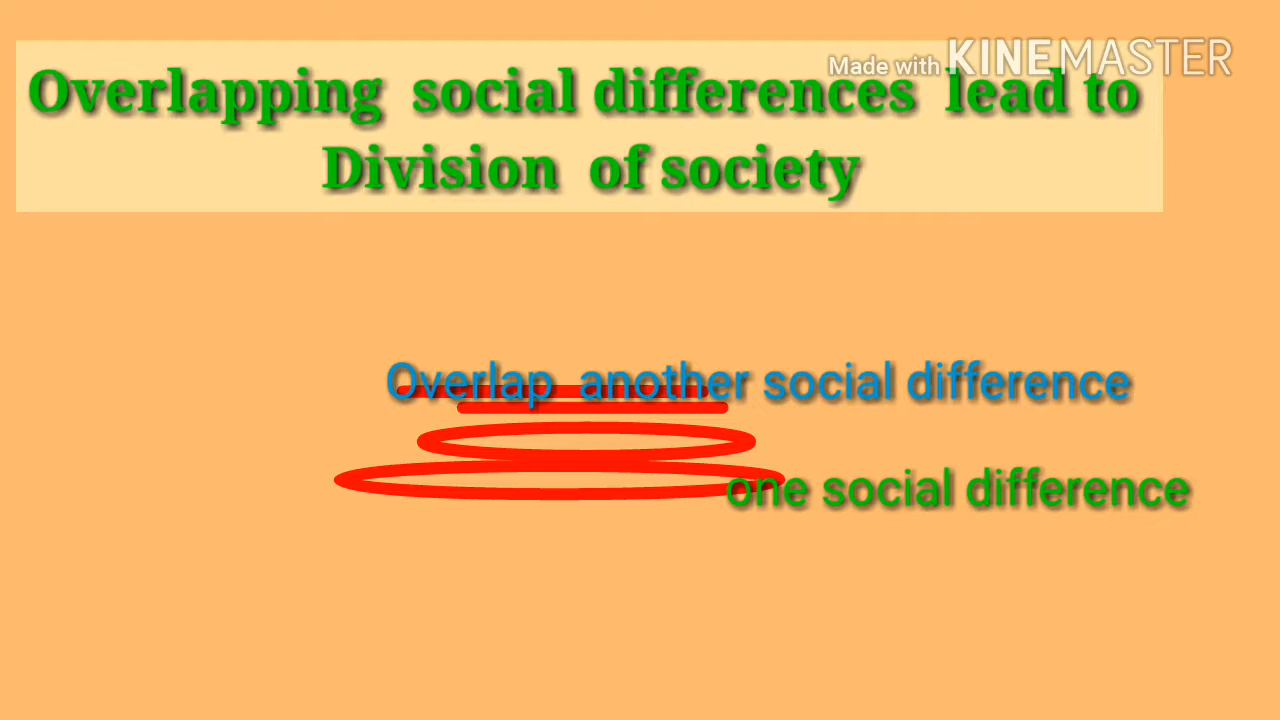 Made with KINEMASTER
Overlapping social differences lead to
Division of society
Overlap another social difference
one social difference